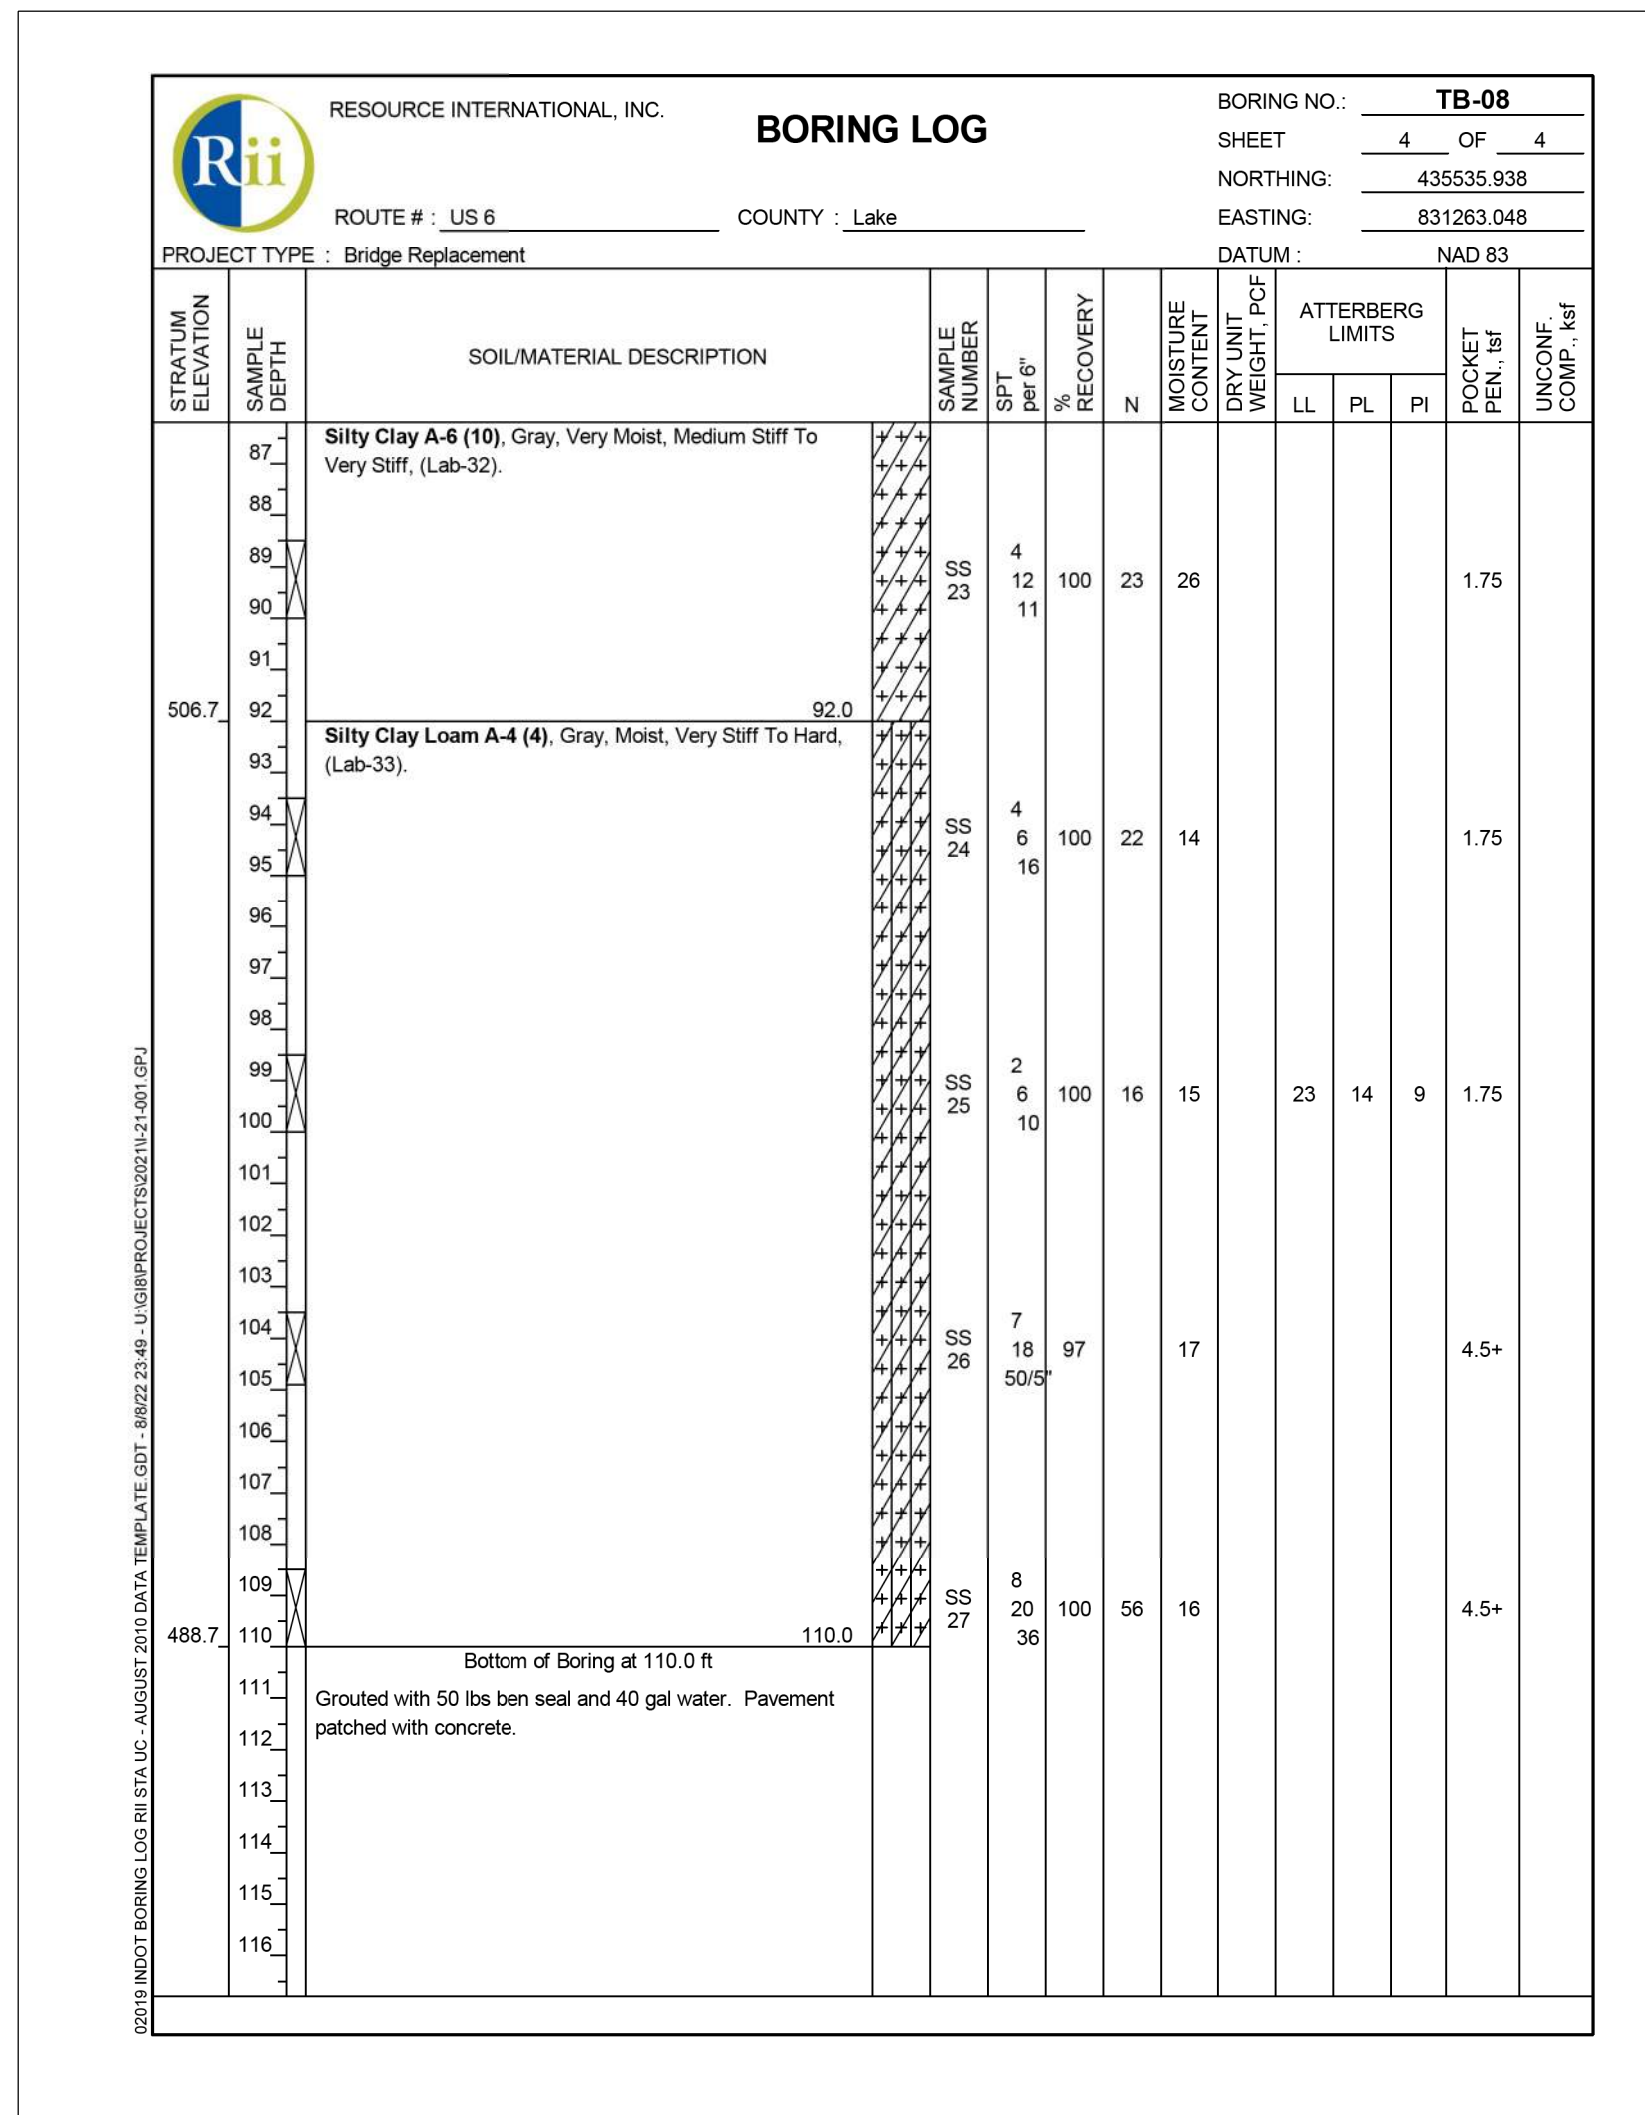 Rii
RESOURCE INTERNATIONAL, INC.
BORING LOG
BORING NO.: TB-08
SHEET 4 OF 4
NORTHING: 435535.938
ROUTE # : US 6 COUNTY : Lake EASTING: 831263.048
PROJECT TYPE : Bridge Replacement DATUM : NAD 83
STRATUM ELEVATION
SAMPLE DEPTH
SOIL/MATERIAL DESCRIPTION
SAMPLE NUMBER
SPT per 6"
% RECOVERY
N
MOISTURE CONTENT
DRY UNIT WEIGHT, PCF
ATTERBERG LIMITS
LL PL PI
POCKET PEN., tsf
UNCONF. COMP., ksf
Silty Clay A-6 (10), Gray, Very Moist, Medium Stiff To
87
Very Stiff, (Lab-32).
88
89
SS 23 4 12 11 100 23 26 1.75
90
91
506.7 92 92.0
Silty Clay Loam A-4 (4), Gray, Moist, Very Stiff To Hard,
93
(Lab-33).
94
SS 24 4 6 16 100 22 14 1.75
95
96
97
98
99
SS 25 2 6 10 100 16 15 23 14 9 1.75
100
101
102
103
104
SS 26 7 18 50/5" 97 17 4.5+
105
106
107
108
109
SS 27 8 20 36 100 56 16 4.5+
488.7 110 110.0
Bottom of Boring at 110.0 ft
111
Grouted with 50 lbs ben seal and 40 gal water. Pavement
patched with concrete.
112
113
114
115
116
02019 INDOT BORING LOG RII STA UC - AUGUST 2010 DATA TEMPLATE.GDT - 8/8/22 23:49 - U:\GI8\PROJECTS\2021\I-21-001.GPJ